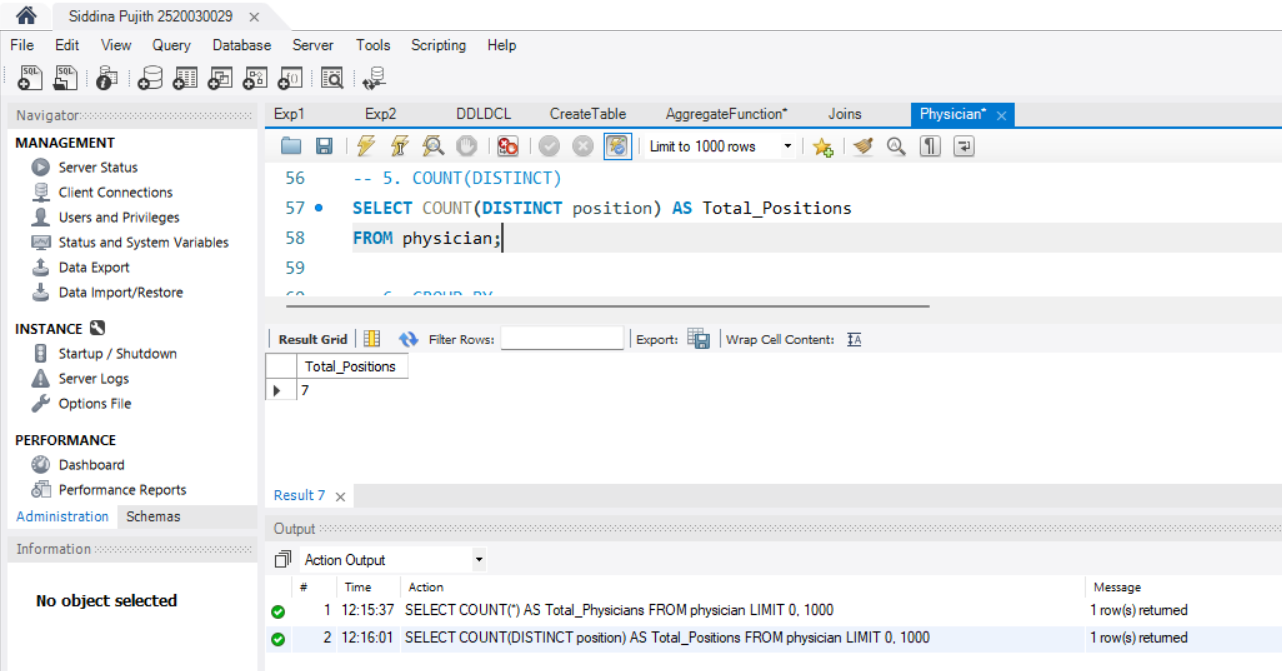 Siddina Pujith 2520030029 ×
File Edit View Query Database Server Tools Scripting Help
Navigator
MANAGEMENT
Server Status
Client Connections
Users and Privileges
Status and System Variables
Data Export
Data Import/Restore
INSTANCE
Startup / Shutdown
Server Logs
Options File
PERFORMANCE
Dashboard
Performance Reports
Administration Schemas
Information
No object selected
Exp1 Exp2 DDLDCL CreateTable AggregateFunction* Joins Physician* ×
Limit to 1000 rows
56 -- 5. COUNT(DISTINCT)
57 SELECT COUNT(DISTINCT position) AS Total_Positions
58 FROM physician;
59
Result Grid Filter Rows: Export: Wrap Cell Content:
Total_Positions
7
Result 7 ×
Output
Action Output
# Time Action Message
1 12:15:37 SELECT COUNT(*) AS Total_Physicians FROM physician LIMIT 0, 1000 1 row(s) returned
2 12:16:01 SELECT COUNT(DISTINCT position) AS Total_Positions FROM physician LIMIT 0, 1000 1 row(s) returned